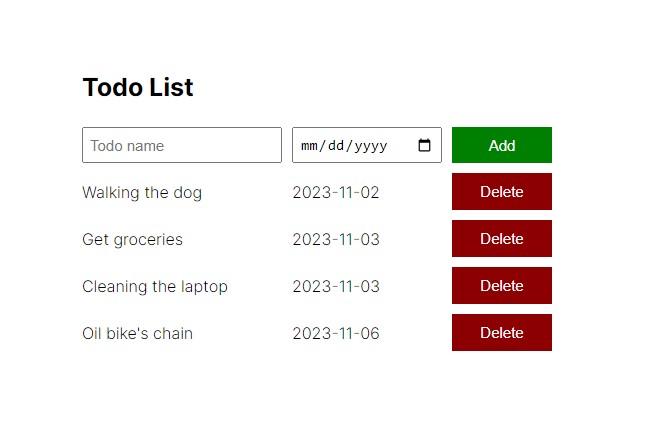 Todo List
Todo name mm/dd/yyyy Add
Walking the dog 2023-11-02 Delete
Get groceries 2023-11-03 Delete
Cleaning the laptop 2023-11-03 Delete
Oil bike's chain 2023-11-06 Delete